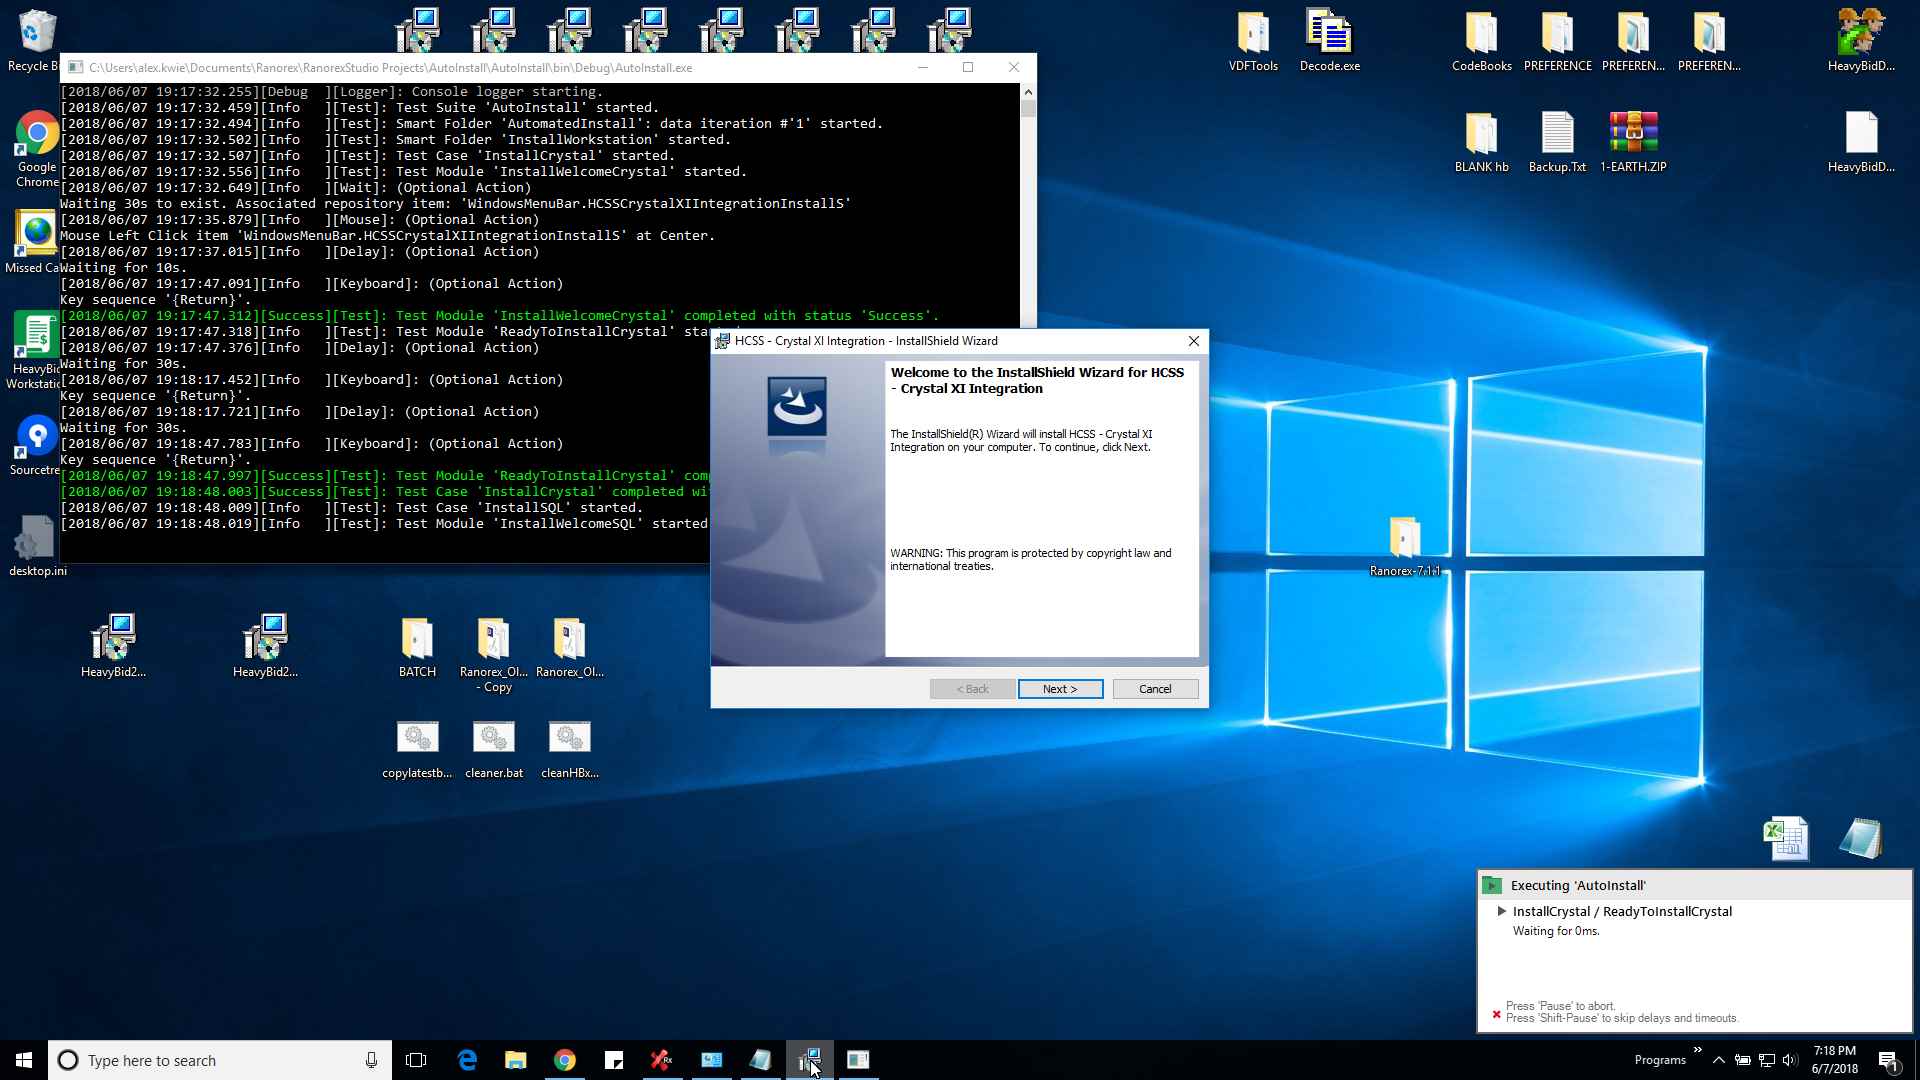 Recycle Bi
VDFTools
Decode.exe
CodeBooks
PREFERENCE
PREFEREN...
PREFEREN...
HeavyBidD...
C:\Users\alex.kwie\Documents\Ranorex\RanorexStudio Projects\AutoInstall\AutoInstall\bin\Debug\AutoInstall.exe
[2018/06/07 19:17:32.255][Debug  ][Logger]: Console logger starting.
[2018/06/07 19:17:32.459][Info   ][Test]: Test Suite 'AutoInstall' started.
[2018/06/07 19:17:32.494][Info   ][Test]: Smart Folder 'AutomatedInstall': data iteration #'1' started.
[2018/06/07 19:17:32.502][Info   ][Test]: Smart Folder 'InstallWorkstation' started.
[2018/06/07 19:17:32.507][Info   ][Test]: Test Case 'InstallCrystal' started.
[2018/06/07 19:17:32.556][Info   ][Test]: Test Module 'InstallWelcomeCrystal' started.
[2018/06/07 19:17:32.649][Info   ][Wait]: (Optional Action)
Waiting 30s to exist. Associated repository item: 'WindowsMenuBar.HCSSCrystalXIIntegrationInstallS'
[2018/06/07 19:17:35.879][Info   ][Mouse]: (Optional Action)
Mouse Left Click item 'WindowsMenuBar.HCSSCrystalXIIntegrationInstallS' at Center.
[2018/06/07 19:17:37.015][Info   ][Delay]: (Optional Action)
Waiting for 10s.
[2018/06/07 19:17:47.091][Info   ][Keyboard]: (Optional Action)
Key sequence '{Return}'.
[2018/06/07 19:17:47.312][Success][Test]: Test Module 'InstallWelcomeCrystal' completed with status 'Success'.
[2018/06/07 19:17:47.318][Info   ][Test]: Test Module 'ReadyToInstallCrystal' sta
[2018/06/07 19:17:47.376][Info   ][Delay]: (Optional Action)
Waiting for 30s.
[2018/06/07 19:18:17.452][Info   ][Keyboard]: (Optional Action)
Key sequence '{Return}'.
[2018/06/07 19:18:17.721][Info   ][Delay]: (Optional Action)
Waiting for 30s.
[2018/06/07 19:18:47.783][Info   ][Keyboard]: (Optional Action)
Key sequence '{Return}'.
[2018/06/07 19:18:47.997][Success][Test]: Test Module 'ReadyToInstallCrystal' com
[2018/06/07 19:18:48.003][Success][Test]: Test Case 'InstallCrystal' completed wi
[2018/06/07 19:18:48.009][Info   ][Test]: Test Case 'InstallSQL' started.
[2018/06/07 19:18:48.019][Info   ][Test]: Test Module 'InstallWelcomeSQL' started
Google
Chrome
Missed Ca
HeavyBid
Workstatio
Sourcetre
desktop.ini
BLANK hb
Backup.Txt
1-EARTH.ZIP
HeavyBidD...
HCSS - Crystal XI Integration - InstallShield Wizard
Welcome to the InstallShield Wizard for HCSS
- Crystal XI Integration
The InstallShield(R) Wizard will install HCSS - Crystal XI
Integration on your computer. To continue, click Next.
WARNING: This program is protected by copyright law and
international treaties.
< Back
Next >
Cancel
Ranorex-7.1.1
HeavyBid2...
HeavyBid2...
BATCH
Ranorex_Ol...
- Copy
Ranorex_Ol...
copylatestb...
cleaner.bat
cleanHBx...
Executing 'AutoInstall'
InstallCrystal / ReadyToInstallCrystal
Waiting for 0ms.
Press 'Pause' to abort.
Press 'Shift-Pause' to skip delays and timeouts.
Type here to search
Rx
Programs
7:18 PM
6/7/2018
1